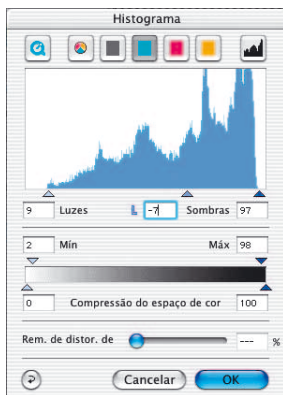 Histograma
9 Luzes L -7 Sombras 97
2 Mín Máx 98
0 Compressão do espaço de cor 100
Rem. de distor. de --- %
Cancelar OK